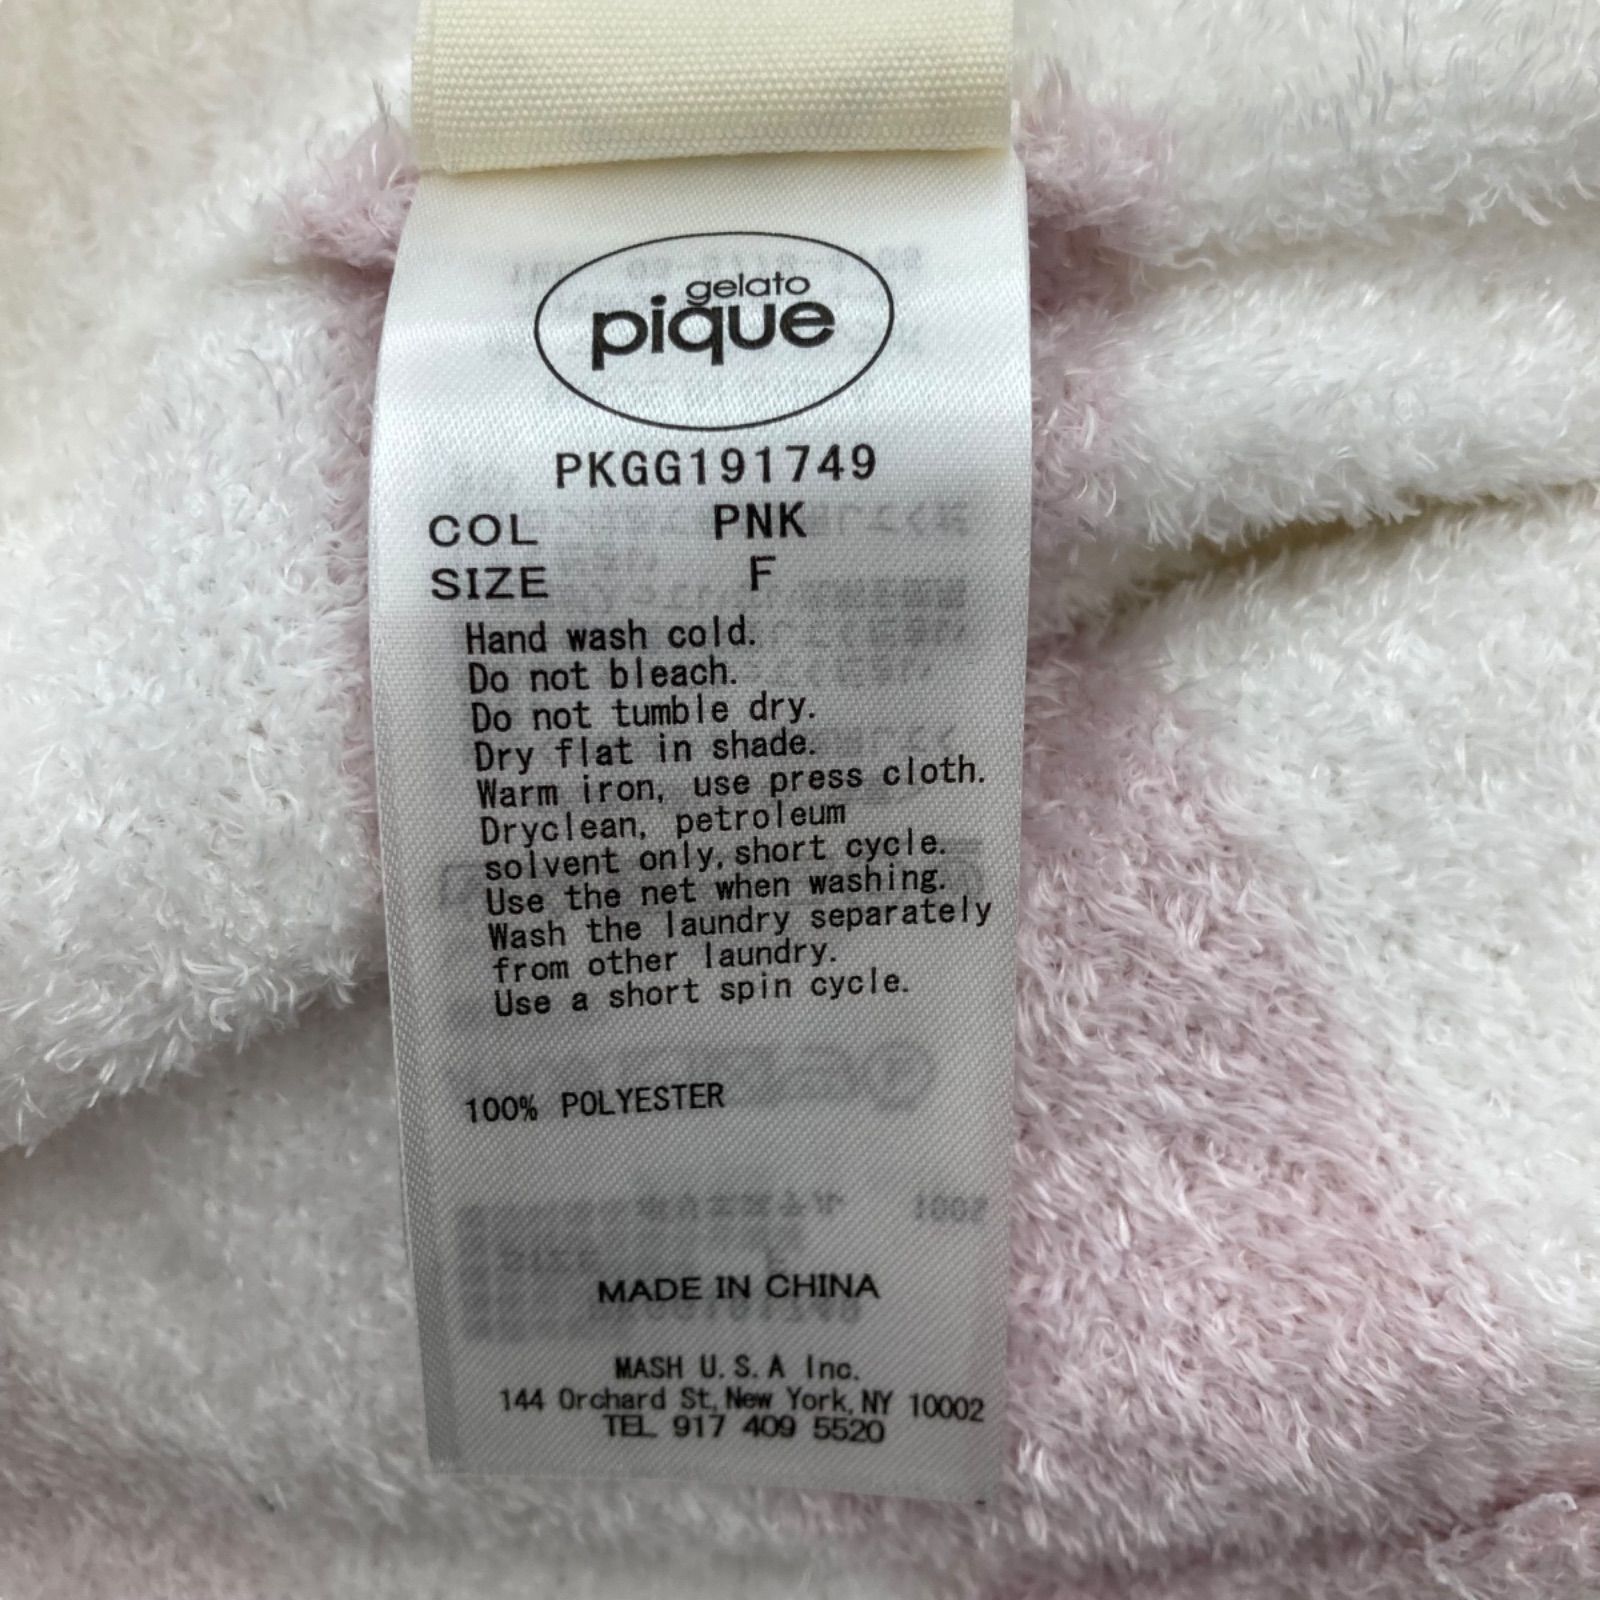 gelato
pique
PKGG191749
COL PNK
SIZE F
Hand wash cold.
Do not bleach.
Do not tumble dry.
Dry flat in shade.
Warm iron, use press cloth.
Dryclean, petroleum
solvent only, short cycle.
Use the net when washing.
Wash the laundry separately
from other laundry.
Use a short spin cycle.
100% POLYESTER
MADE IN CHINA
MASH U.S.A Inc.
144 Orchard St, New York, NY 10002
TEL 917 409 5520